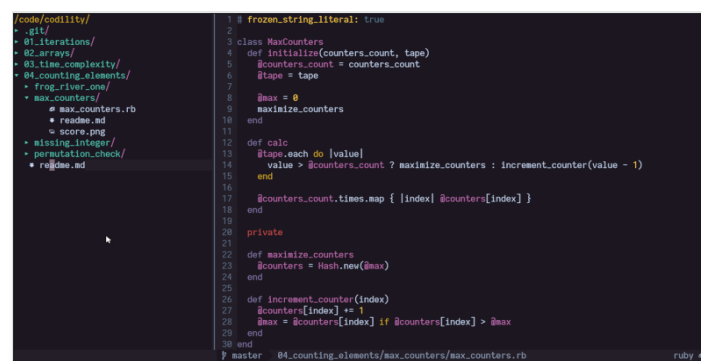 /code/codility/
▸ .git/
▸ 01_iterations/
▸ 02_arrays/
▸ 03_time_complexity/
▾ 04_counting_elements/
▸ frog_river_one/
▾ max_counters/
max_counters.rb
readme.md
score.png
▸ missing_integer/
▸ permutation_check/
readme.md
1 # frozen_string_literal: true
2
3 class MaxCounters
4   def initialize(counters_count, tape)
5     @counters_count = counters_count
6     @tape = tape
7
8     @max = 0
9     maximize_counters
10   end
11
12   def calc
13     @tape.each do |value|
14       value > @counters_count ? maximize_counters : increment_counter(value - 1)
15     end
16
17     @counters_count.times.map { |index| @counters[index] }
18   end
19
20   private
21
22   def maximize_counters
23     @counters = Hash.new(@max)
24   end
25
26   def increment_counter(index)
27     @counters[index] += 1
28     @max = @counters[index] if @counters[index] > @max
29   end
30 end
master 04_counting_elements/max_counters/max_counters.rb ruby